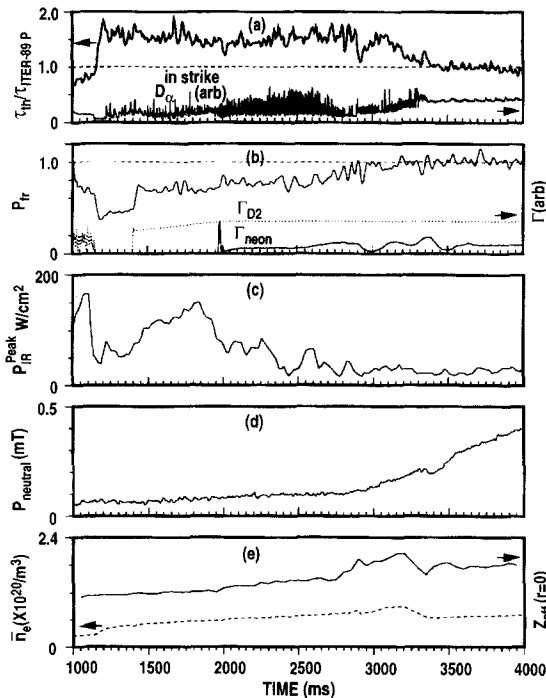 2.0
(a)
τth/τITER-89 P
1.0
in strike
Dα (arb)
0
(b)
1.0
Pfr
ΓD2
Γneon
Γ(arb)
0
200
(c)
P Peak IR W/cm2
0
0.5
(d)
Pneutral (mT)
0
2.4
(e)
n̄e(X10^20/m3)
Zeff (r=0)
0
1000 1500 2000 2500 3000 3500 4000
TIME (ms)